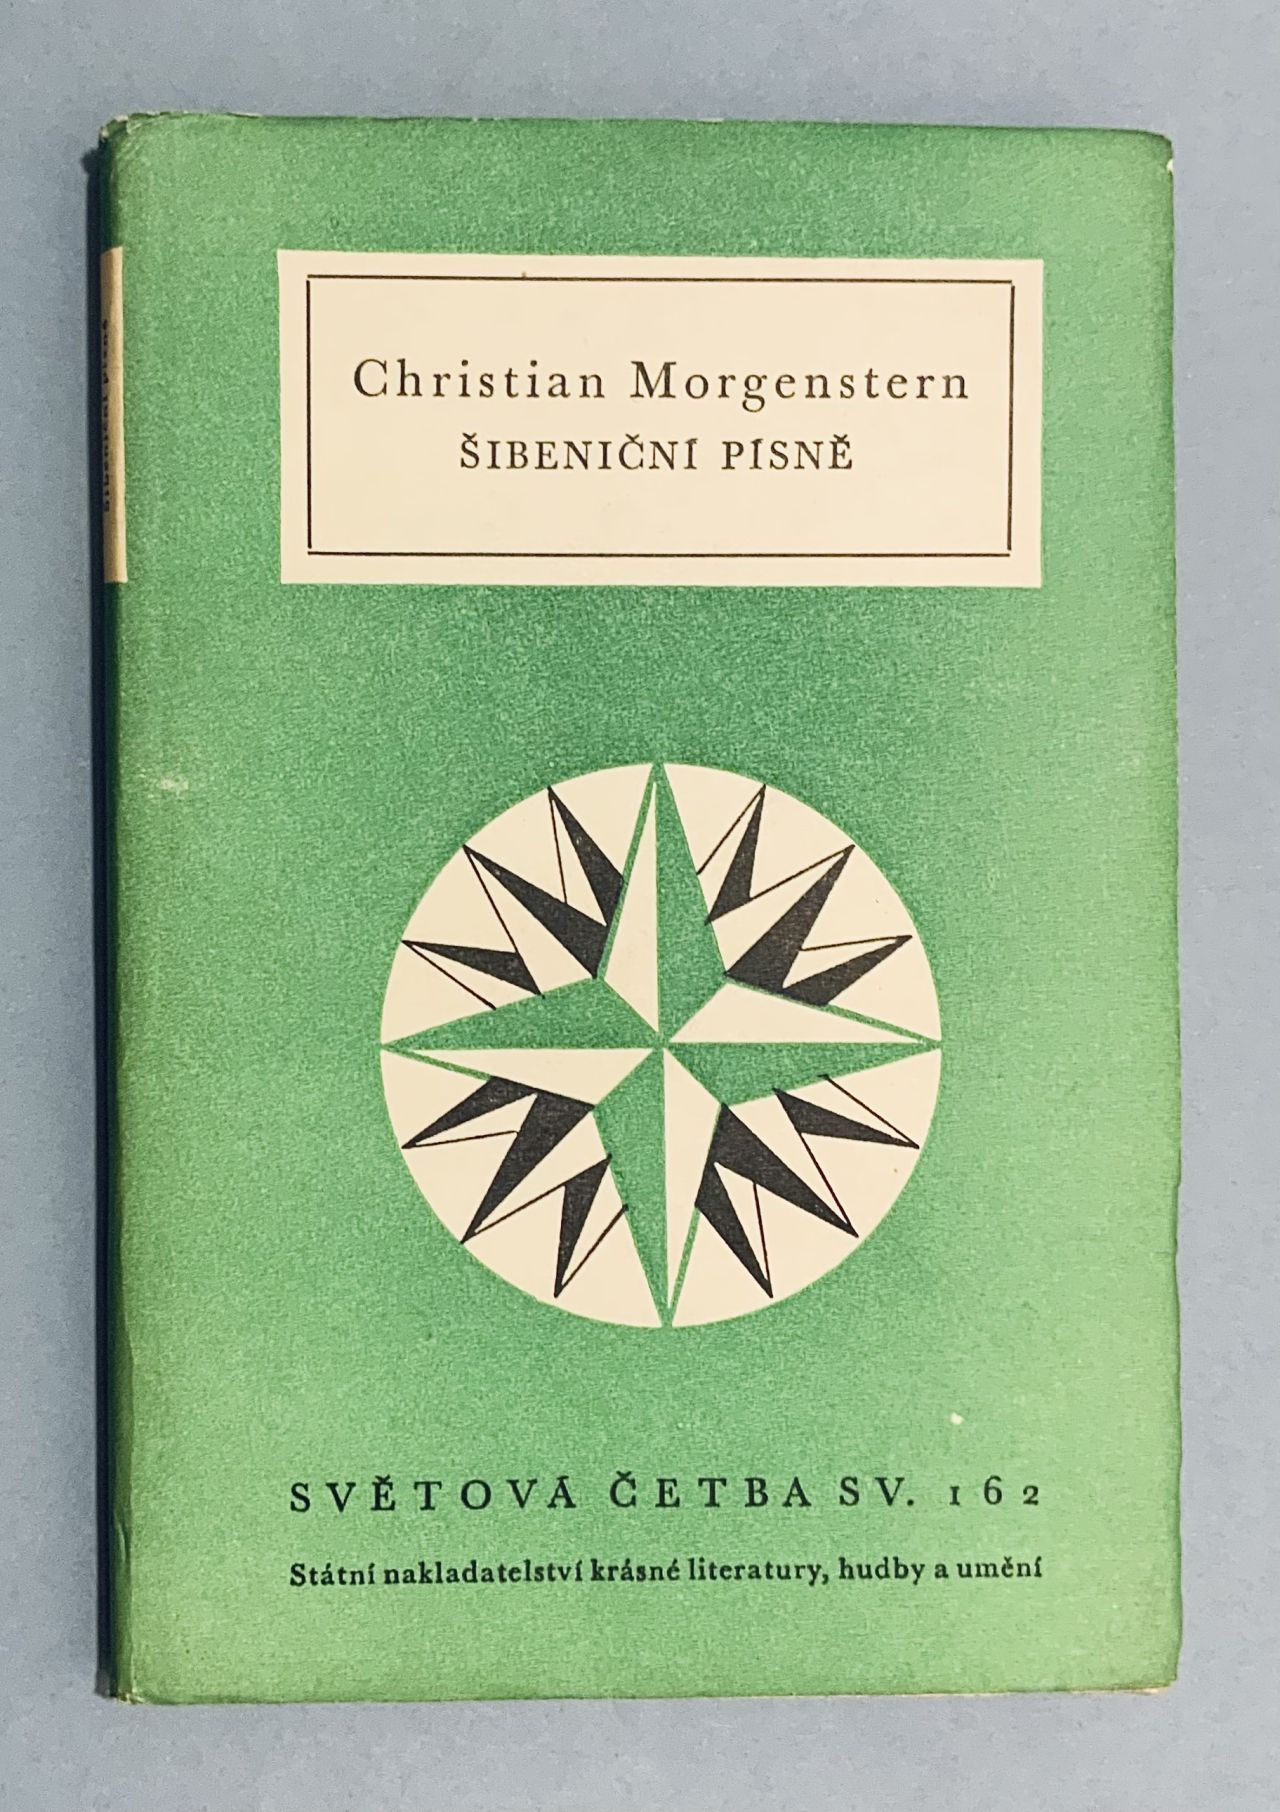 Christian Morgenstern
ŠIBENIČNÍ PÍSNĚ
SVĚTOVÁ ČETBA SV. 162
Státní nakladatelství krásné literatury, hudby a umění